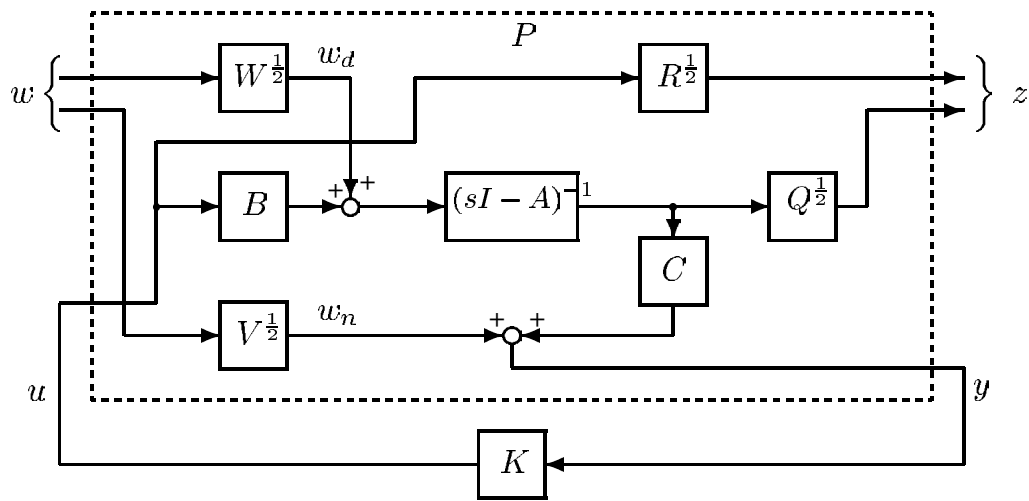 P
w { W^{1/2} w_d R^{1/2} } z
+ +
B (sI − A)^{−1} Q^{1/2}
C
V^{1/2} w_n + +
u y
K